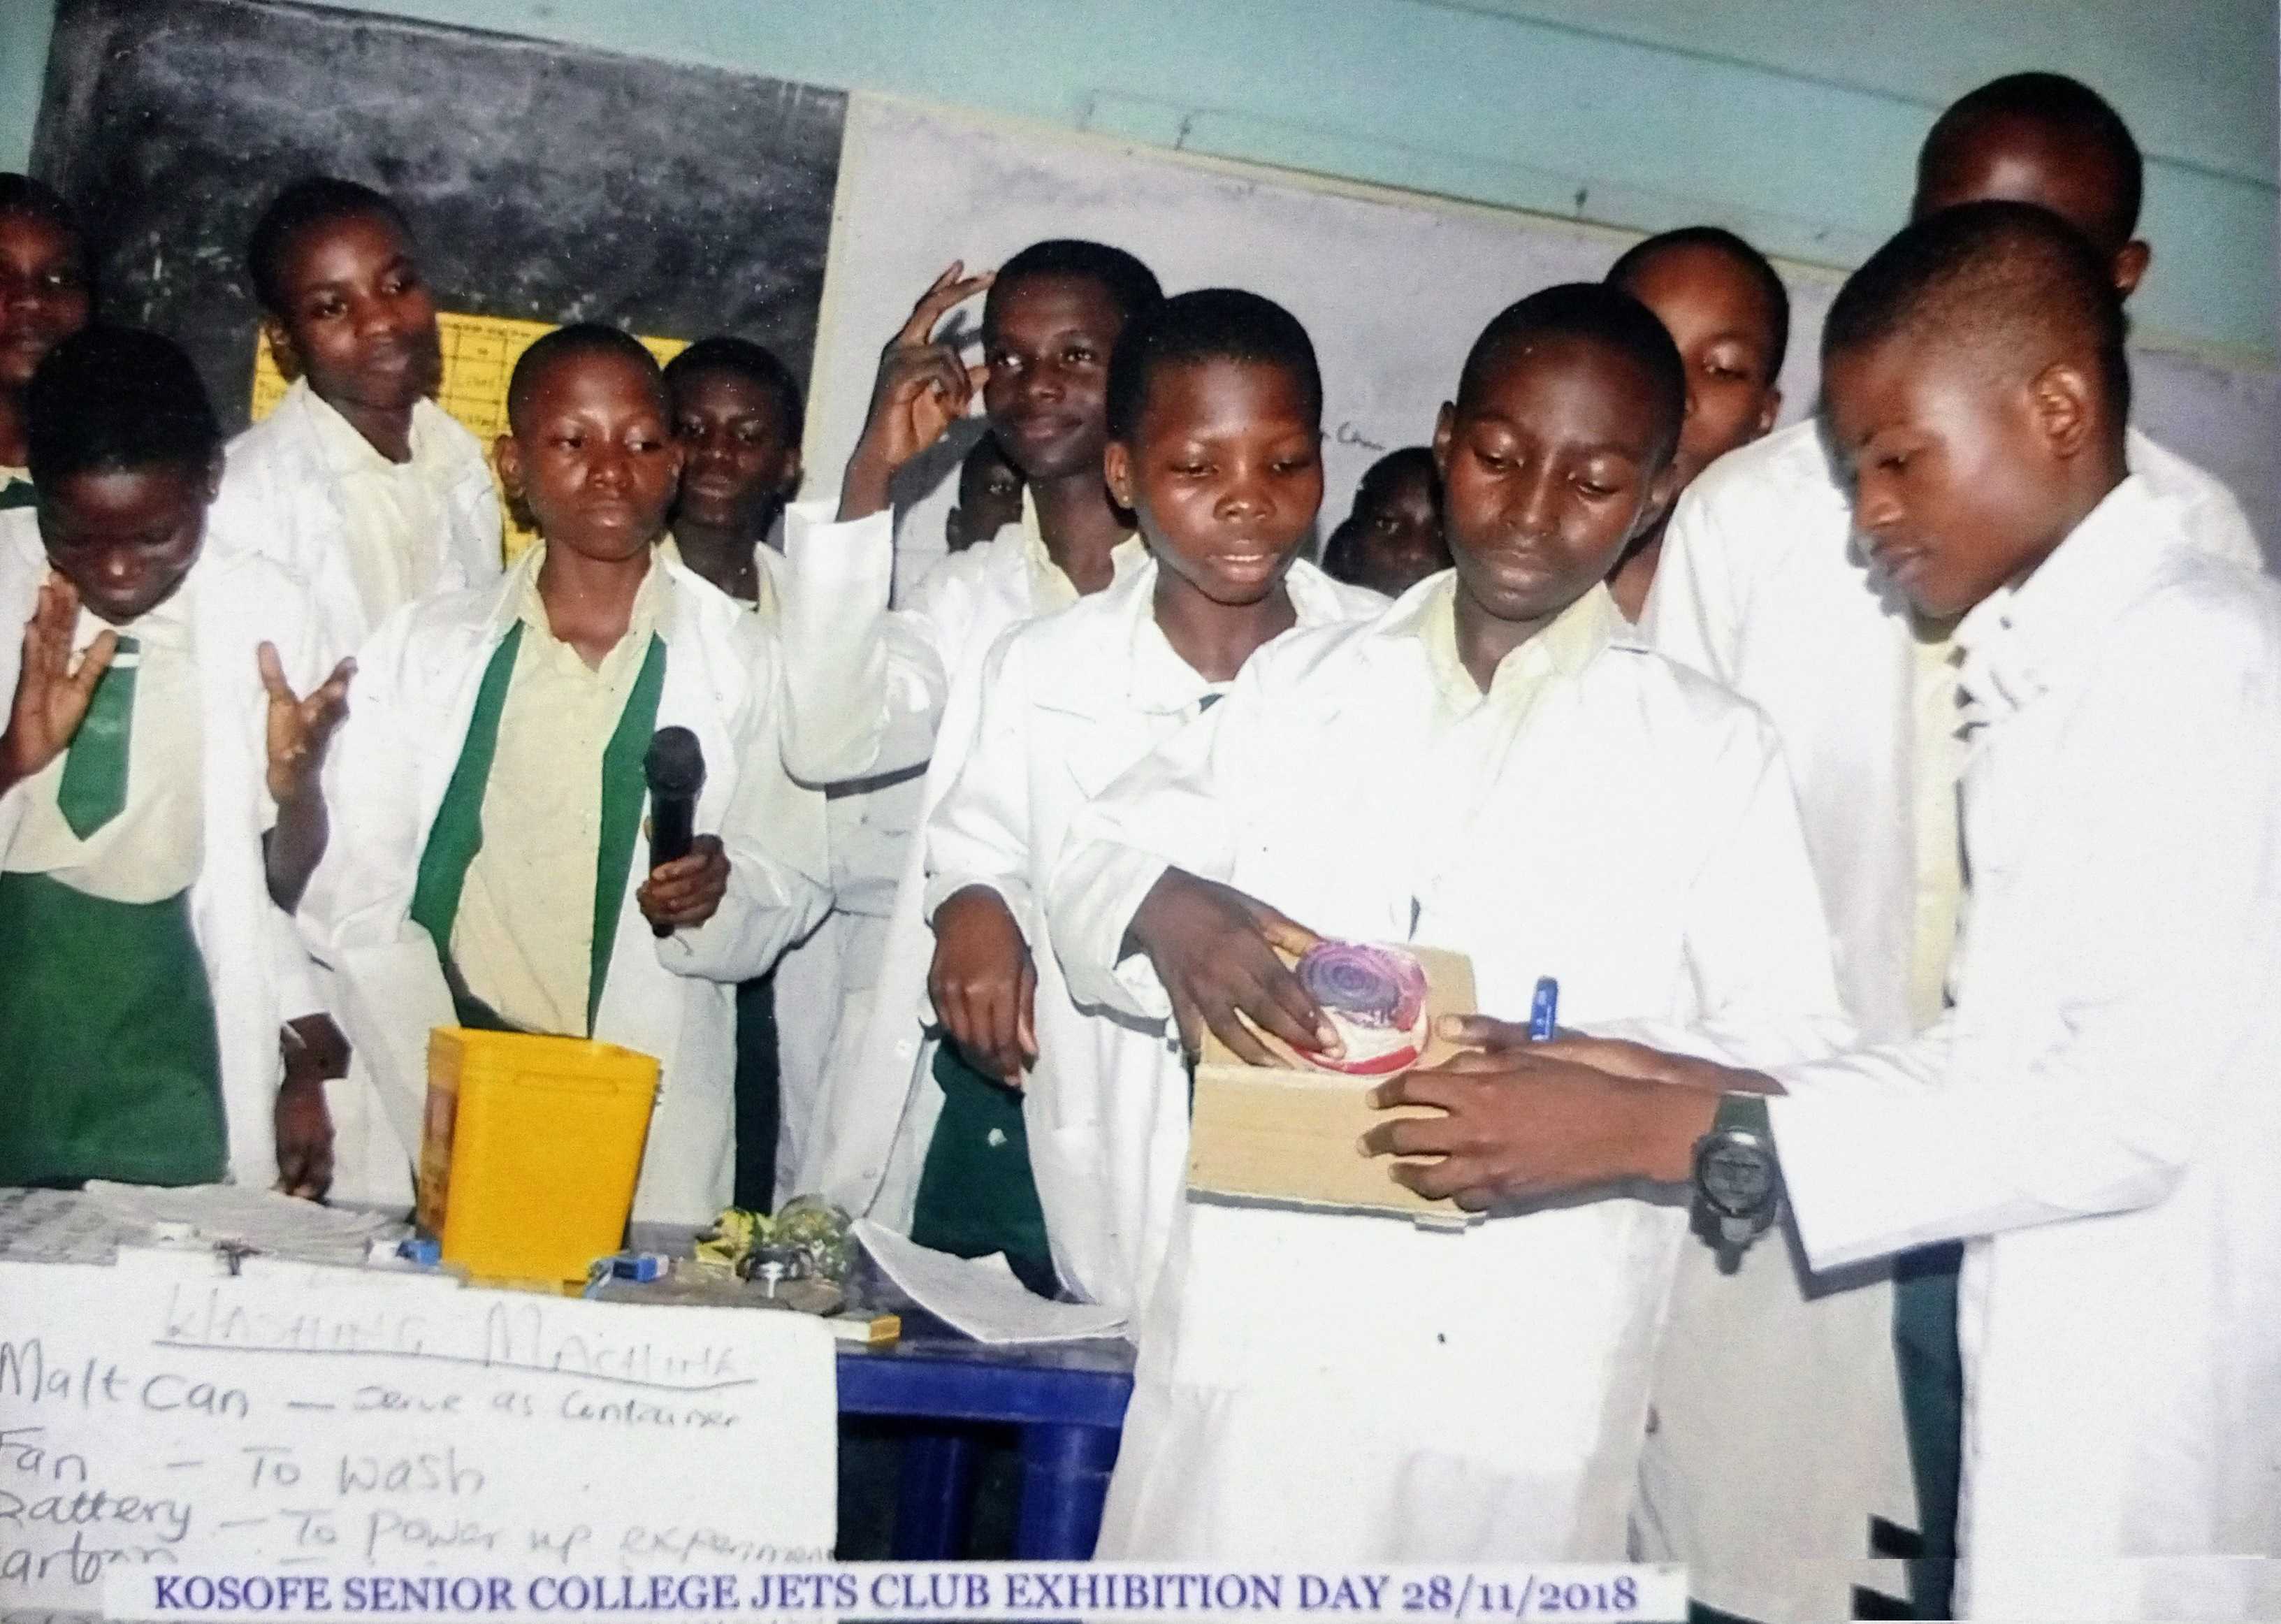 WASHING MACHINE
Malt Can — Serve as Container
Fan — To wash
Battery — To power up experiment
KOSOFE SENIOR COLLEGE JETS CLUB EXHIBITION DAY 28/11/2018